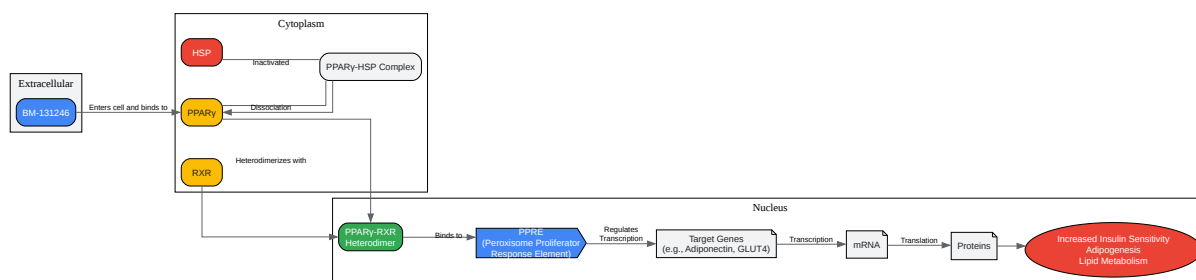 Cytoplasm
HSP
Inactivated
PPARγ-HSP Complex
Extracellular
BM-131246
Enters cell and binds to
PPARγ
Dissociation
RXR
Heterodimerizes with
Nucleus
PPARγ-RXR
Heterodimer
Binds to
PPRE
(Peroxisome Proliferator
Response Element)
Regulates
Transcription
Target Genes
(e.g., Adiponectin, GLUT4)
Transcription
mRNA
Translation
Proteins
Increased Insulin Sensitivity
Adipogenesis
Lipid Metabolism